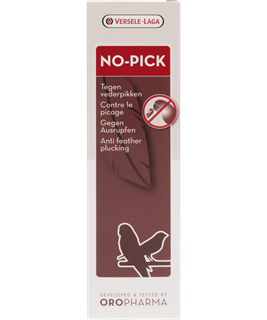 VERSELE-LAGA
NO-PICK
Tegen
vederpikken
Contre le
picage
Gegen
Ausrupfen
Anti feather
plucking
DEVELOPED & TESTED BY
OROPHARMA